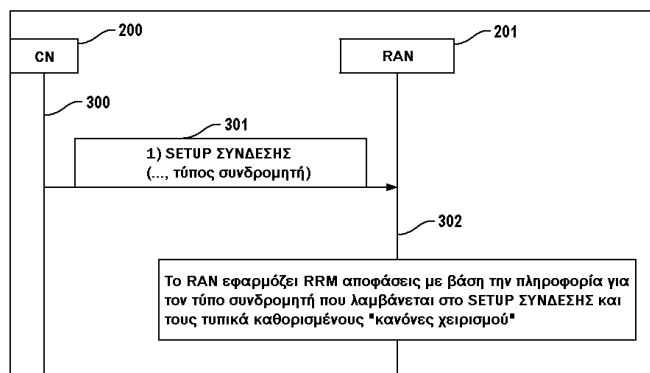 200
201
CN
RAN
300
301
1) SETUP ΣΥΝΔΕΣΗΣ
(..., τύπος συνδρομητή)
302
Το RAN εφαρμόζει RRM αποφάσεις με βάση την πληροφορία για
τον τύπο συνδρομητή που λαμβάνεται στο SETUP ΣΥΝΔΕΣΗΣ και
τους τυπικά καθορισμένους "κανόνες χειρισμού"